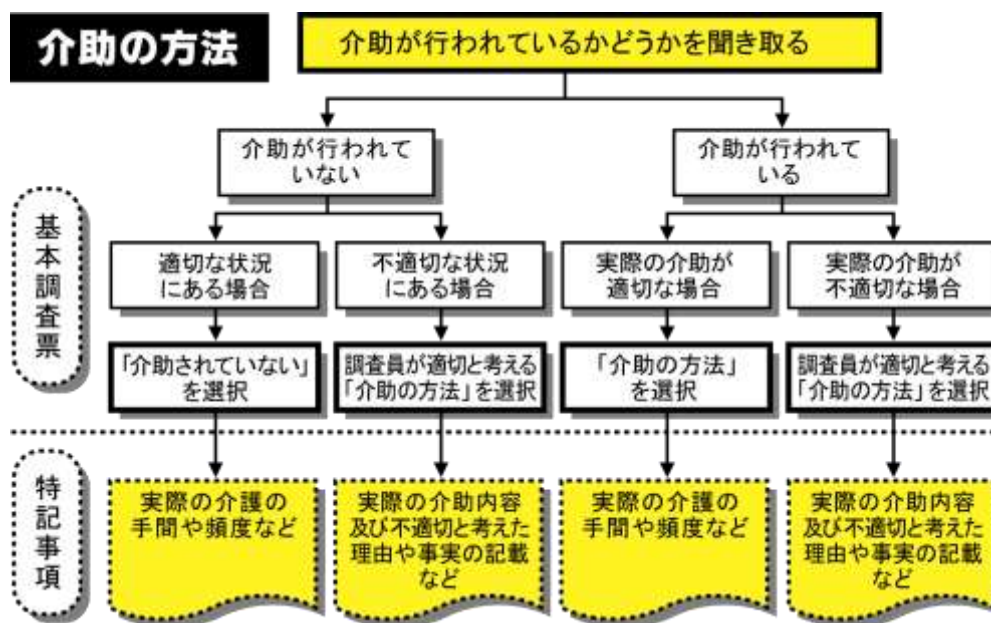 介助の方法
介助が行われているかどうかを聞き取る
介助が行われて
いない
介助が行われて
いる
基本調査票
適切な状況
にある場合
不適切な状況
にある場合
実際の介助が
適切な場合
実際の介助が
不適切な場合
「介助されていない」
を選択
調査員が適切と考える
「介助の方法」を選択
「介助の方法」
を選択
調査員が適切と考える
「介助の方法」を選択
特記事項
実際の介護の
手間や頻度など
実際の介助内容
及び不適切と考えた
理由や事実の記載
など
実際の介護の
手間や頻度など
実際の介助内容
及び不適切と考えた
理由や事実の記載
など